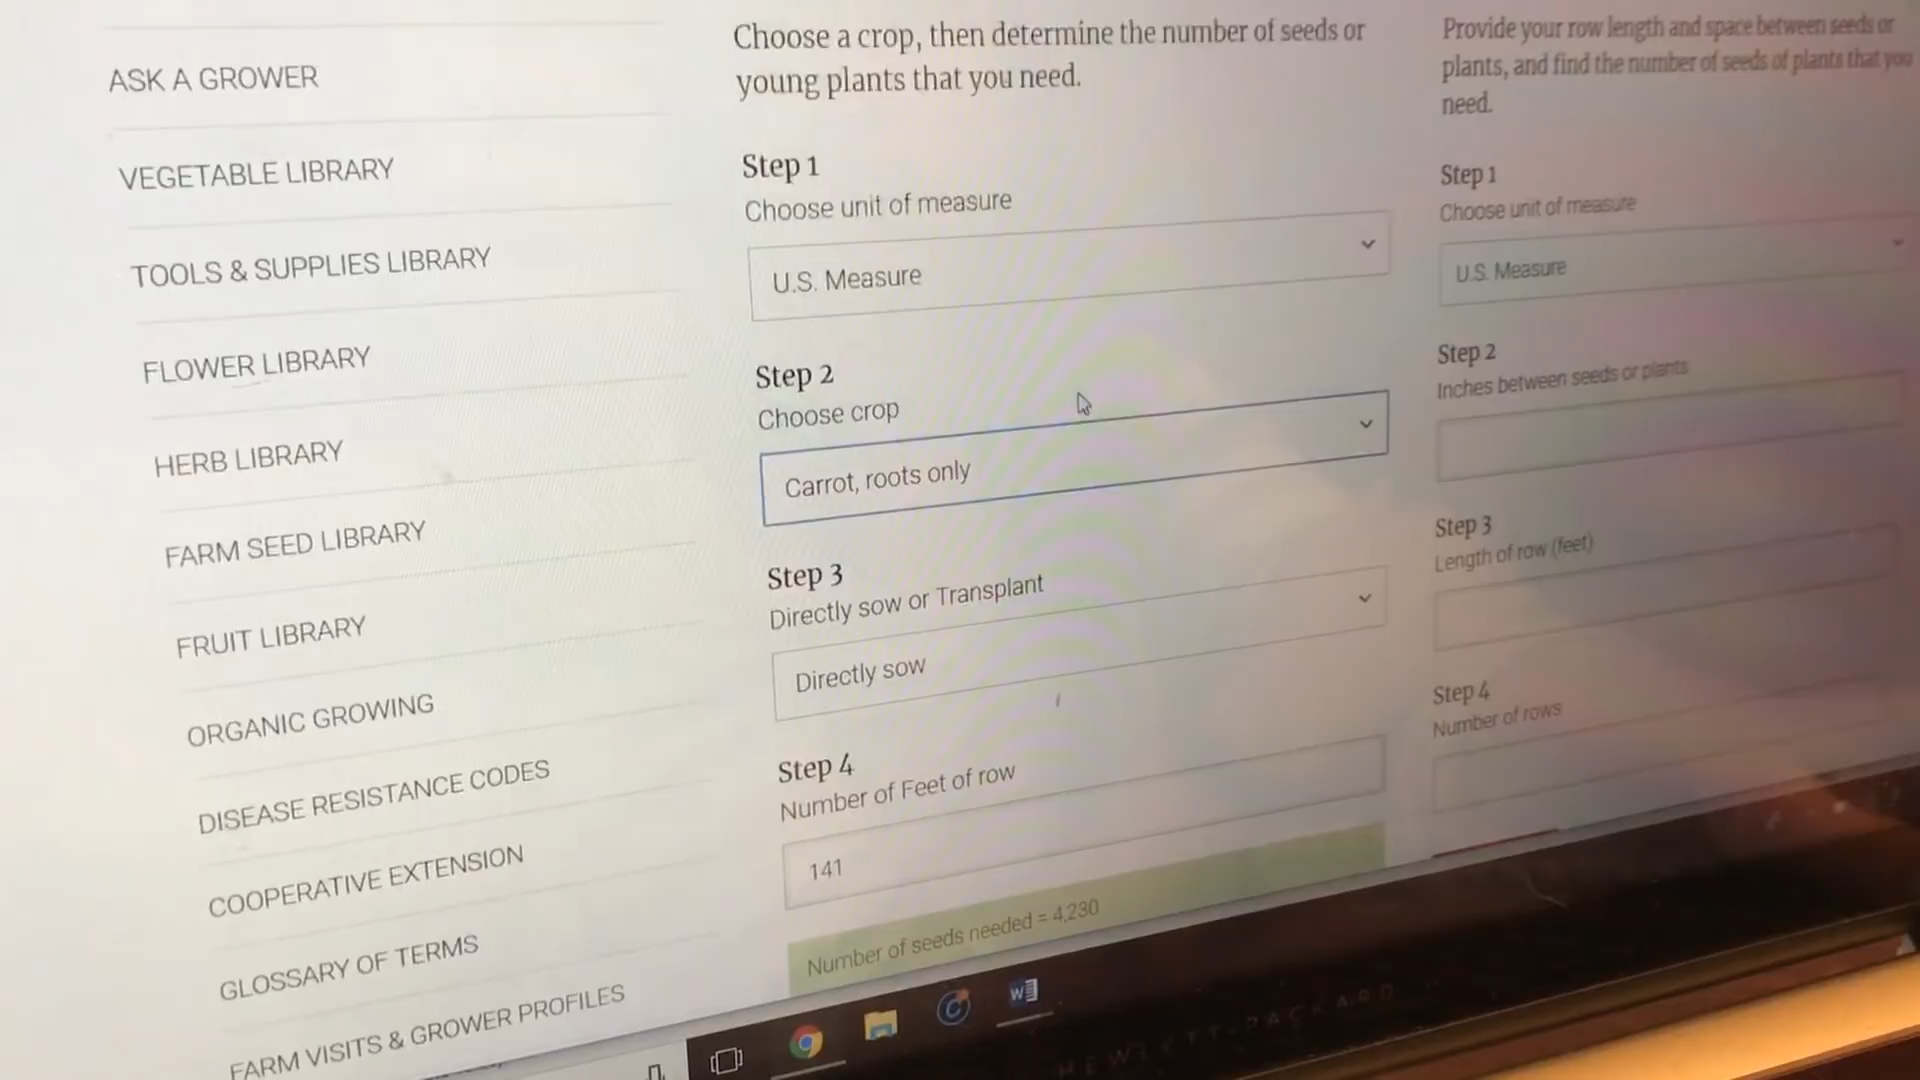 ASK A GROWER
VEGETABLE LIBRARY
TOOLS & SUPPLIES LIBRARY
FLOWER LIBRARY
HERB LIBRARY
FARM SEED LIBRARY
FRUIT LIBRARY
ORGANIC GROWING
DISEASE RESISTANCE CODES
COOPERATIVE EXTENSION
GLOSSARY OF TERMS
FARM VISITS & GROWER PROFILES
Choose a crop, then determine the number of seeds or
young plants that you need.
Step 1
Choose unit of measure
U.S. Measure
Step 2
Choose crop
Carrot, roots only
Step 3
Directly sow or Transplant
Directly sow
Step 4
Number of Feet of row
141
Number of seeds needed = 4,230
Provide your row length and space between seeds or
plants, and find the number of seeds of plants that you
need.
Step 1
Choose unit of measure
U.S. Measure
Step 2
Inches between seeds or plants
Step 3
Length of row (feet)
Step 4
Number of rows
HEWLETT-PACKARD